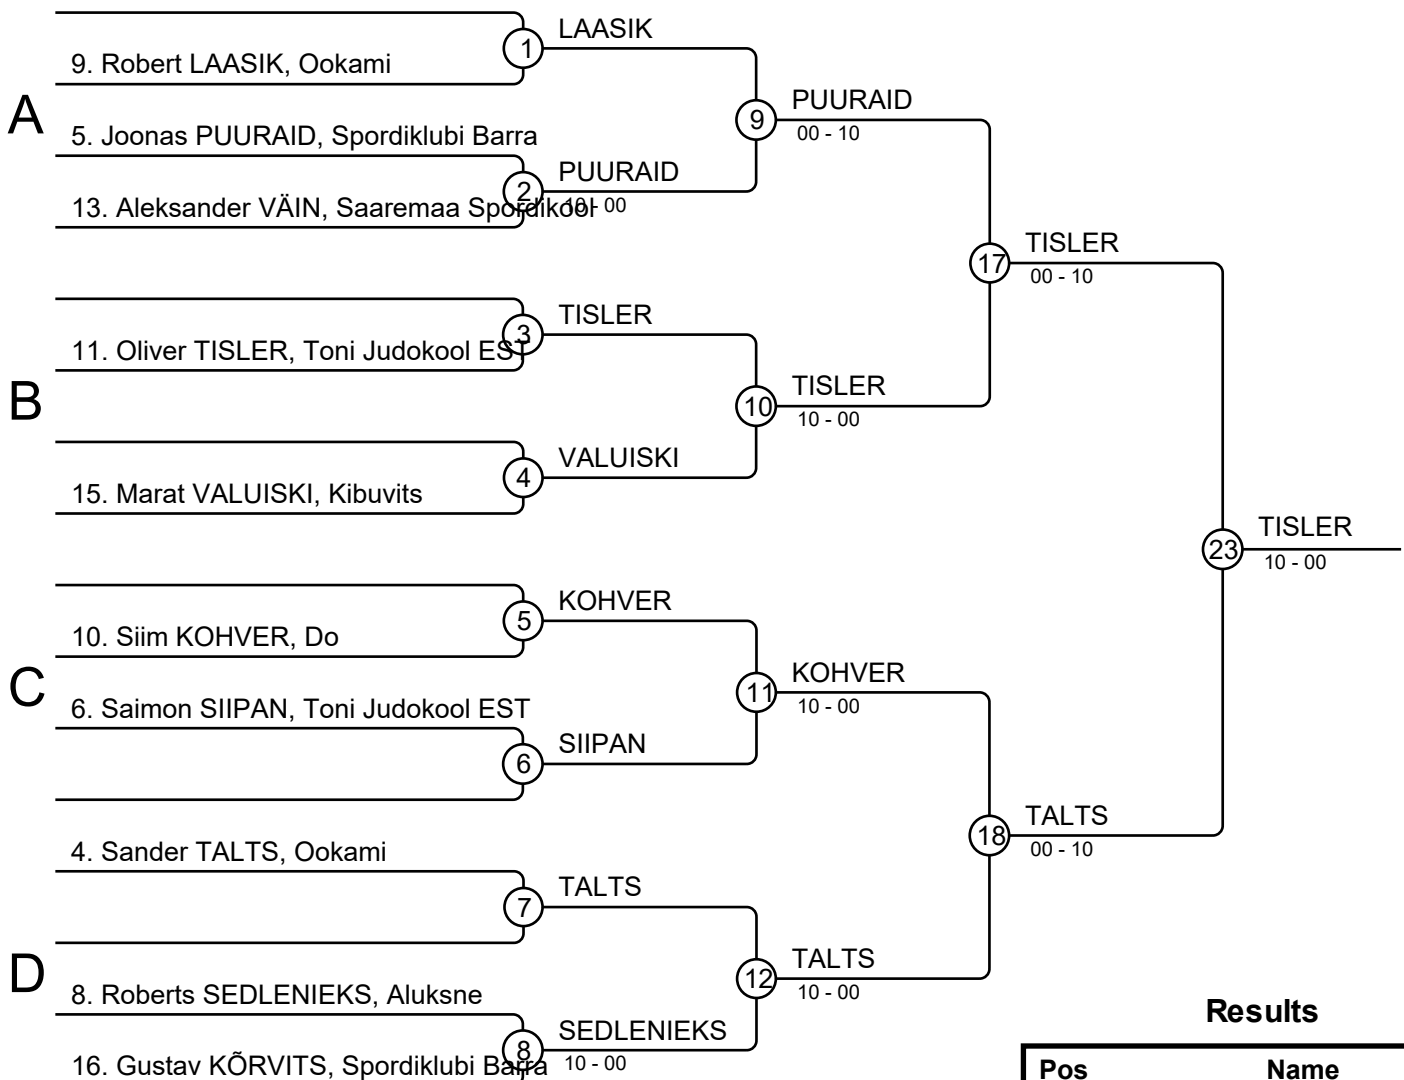 LAASIK
1
9. Robert LAASIK, Ookami
A
PUURAID
9
00 - 10
5. Joonas PUURAID, Spordiklubi Barra
PUURAID
2
10 - 00
13. Aleksander VÄIN, Saaremaa Spordikool
TISLER
17
00 - 10
TISLER
3
11. Oliver TISLER, Toni Judokool EST
B
TISLER
10
10 - 00
VALUISKI
4
15. Marat VALUISKI, Kibuvits
TISLER
23
10 - 00
KOHVER
5
10. Siim KOHVER, Do
C
KOHVER
11
10 - 00
6. Saimon SIIPAN, Toni Judokool EST
SIIPAN
6
TALTS
18
00 - 10
4. Sander TALTS, Ookami
TALTS
7
D
TALTS
12
10 - 00
8. Roberts SEDLENIEKS, Aluksne
Results
SEDLENIEKS
8
10 - 00
16. Gustav KÕRVITS, Spordiklubi Barra
Pos Name